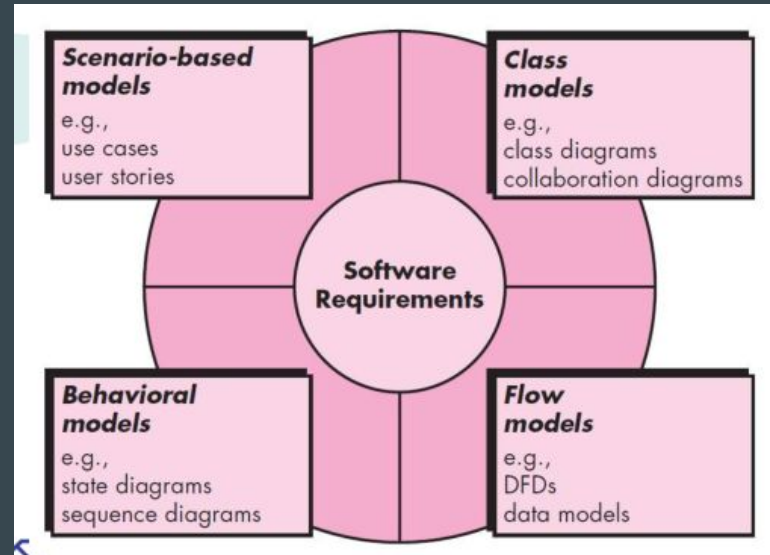 Scenario-based
models
e.g.,
use cases
user stories
Class
models
e.g.,
class diagrams
collaboration diagrams
Software
Requirements
Behavioral
models
e.g.,
state diagrams
sequence diagrams
Flow
models
e.g.,
DFDs
data models